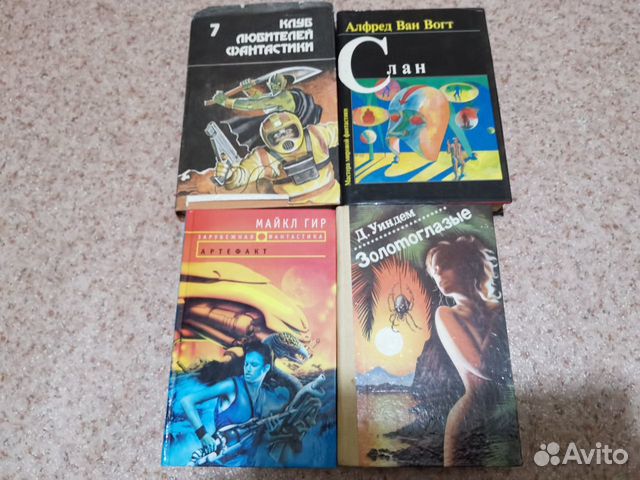 7
КЛУБ
ЛЮБИТЕЛЕЙ
ФАНТАСТИКИ
Алфред Ван Вогт
Слан
Мастера мировой фантастики
МАЙКЛ ГИР
ЗАРУБЕЖНАЯ ФАНТАСТИКА
АРТЕФАКТ
Д. Уиндем
Золотоглазые
Avito